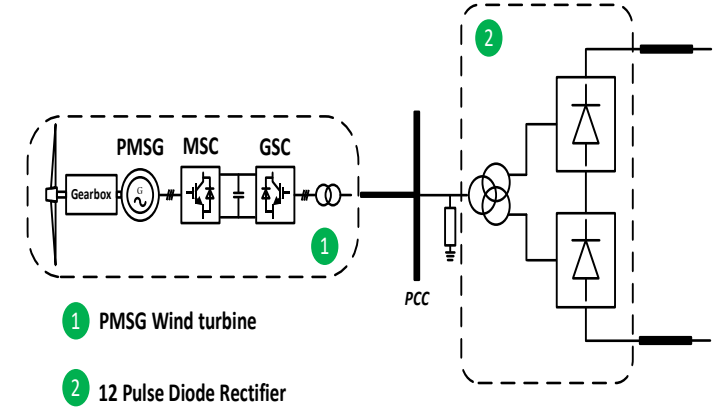 2
PMSG MSC GSC
Gearbox
G
1
PCC
1 PMSG Wind turbine
2 12 Pulse Diode Rectifier